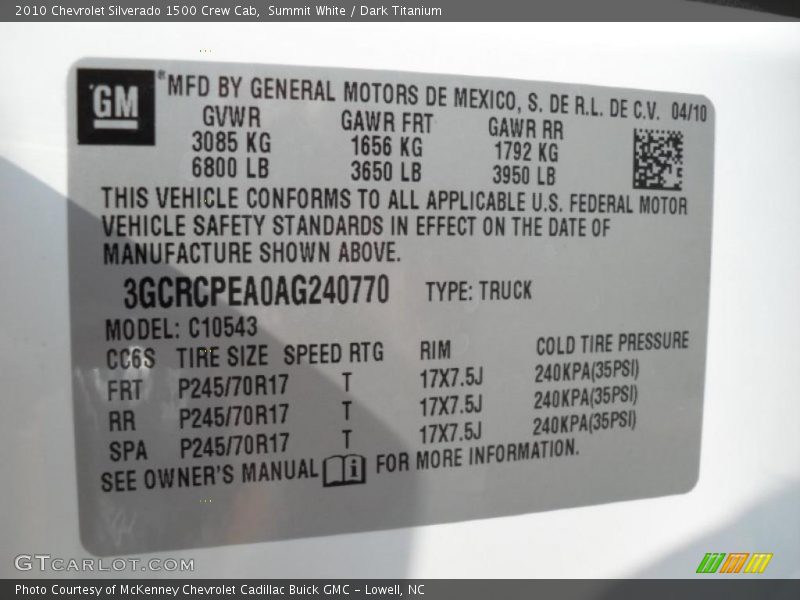 2010 Chevrolet Silverado 1500 Crew Cab, Summit White / Dark Titanium
GM ® MFD BY GENERAL MOTORS DE MEXICO, S. DE R.L. DE C.V. 04/10
GVWR GAWR FRT GAWR RR
3085 KG 1656 KG 1792 KG
6800 LB 3650 LB 3950 LB
THIS VEHICLE CONFORMS TO ALL APPLICABLE U.S. FEDERAL MOTOR
VEHICLE SAFETY STANDARDS IN EFFECT ON THE DATE OF
MANUFACTURE SHOWN ABOVE.
3GCRCPEA0AG240770 TYPE: TRUCK
MODEL: C10543
CC6S TIRE SIZE SPEED RTG RIM COLD TIRE PRESSURE
FRT P245/70R17 T 17X7.5J 240KPA(35PSI)
RR P245/70R17 T 17X7.5J 240KPA(35PSI)
SPA P245/70R17 T 17X7.5J 240KPA(35PSI)
SEE OWNER'S MANUAL i FOR MORE INFORMATION.
GTCARLOT.COM
Photo Courtesy of McKenney Chevrolet Cadillac Buick GMC - Lowell, NC